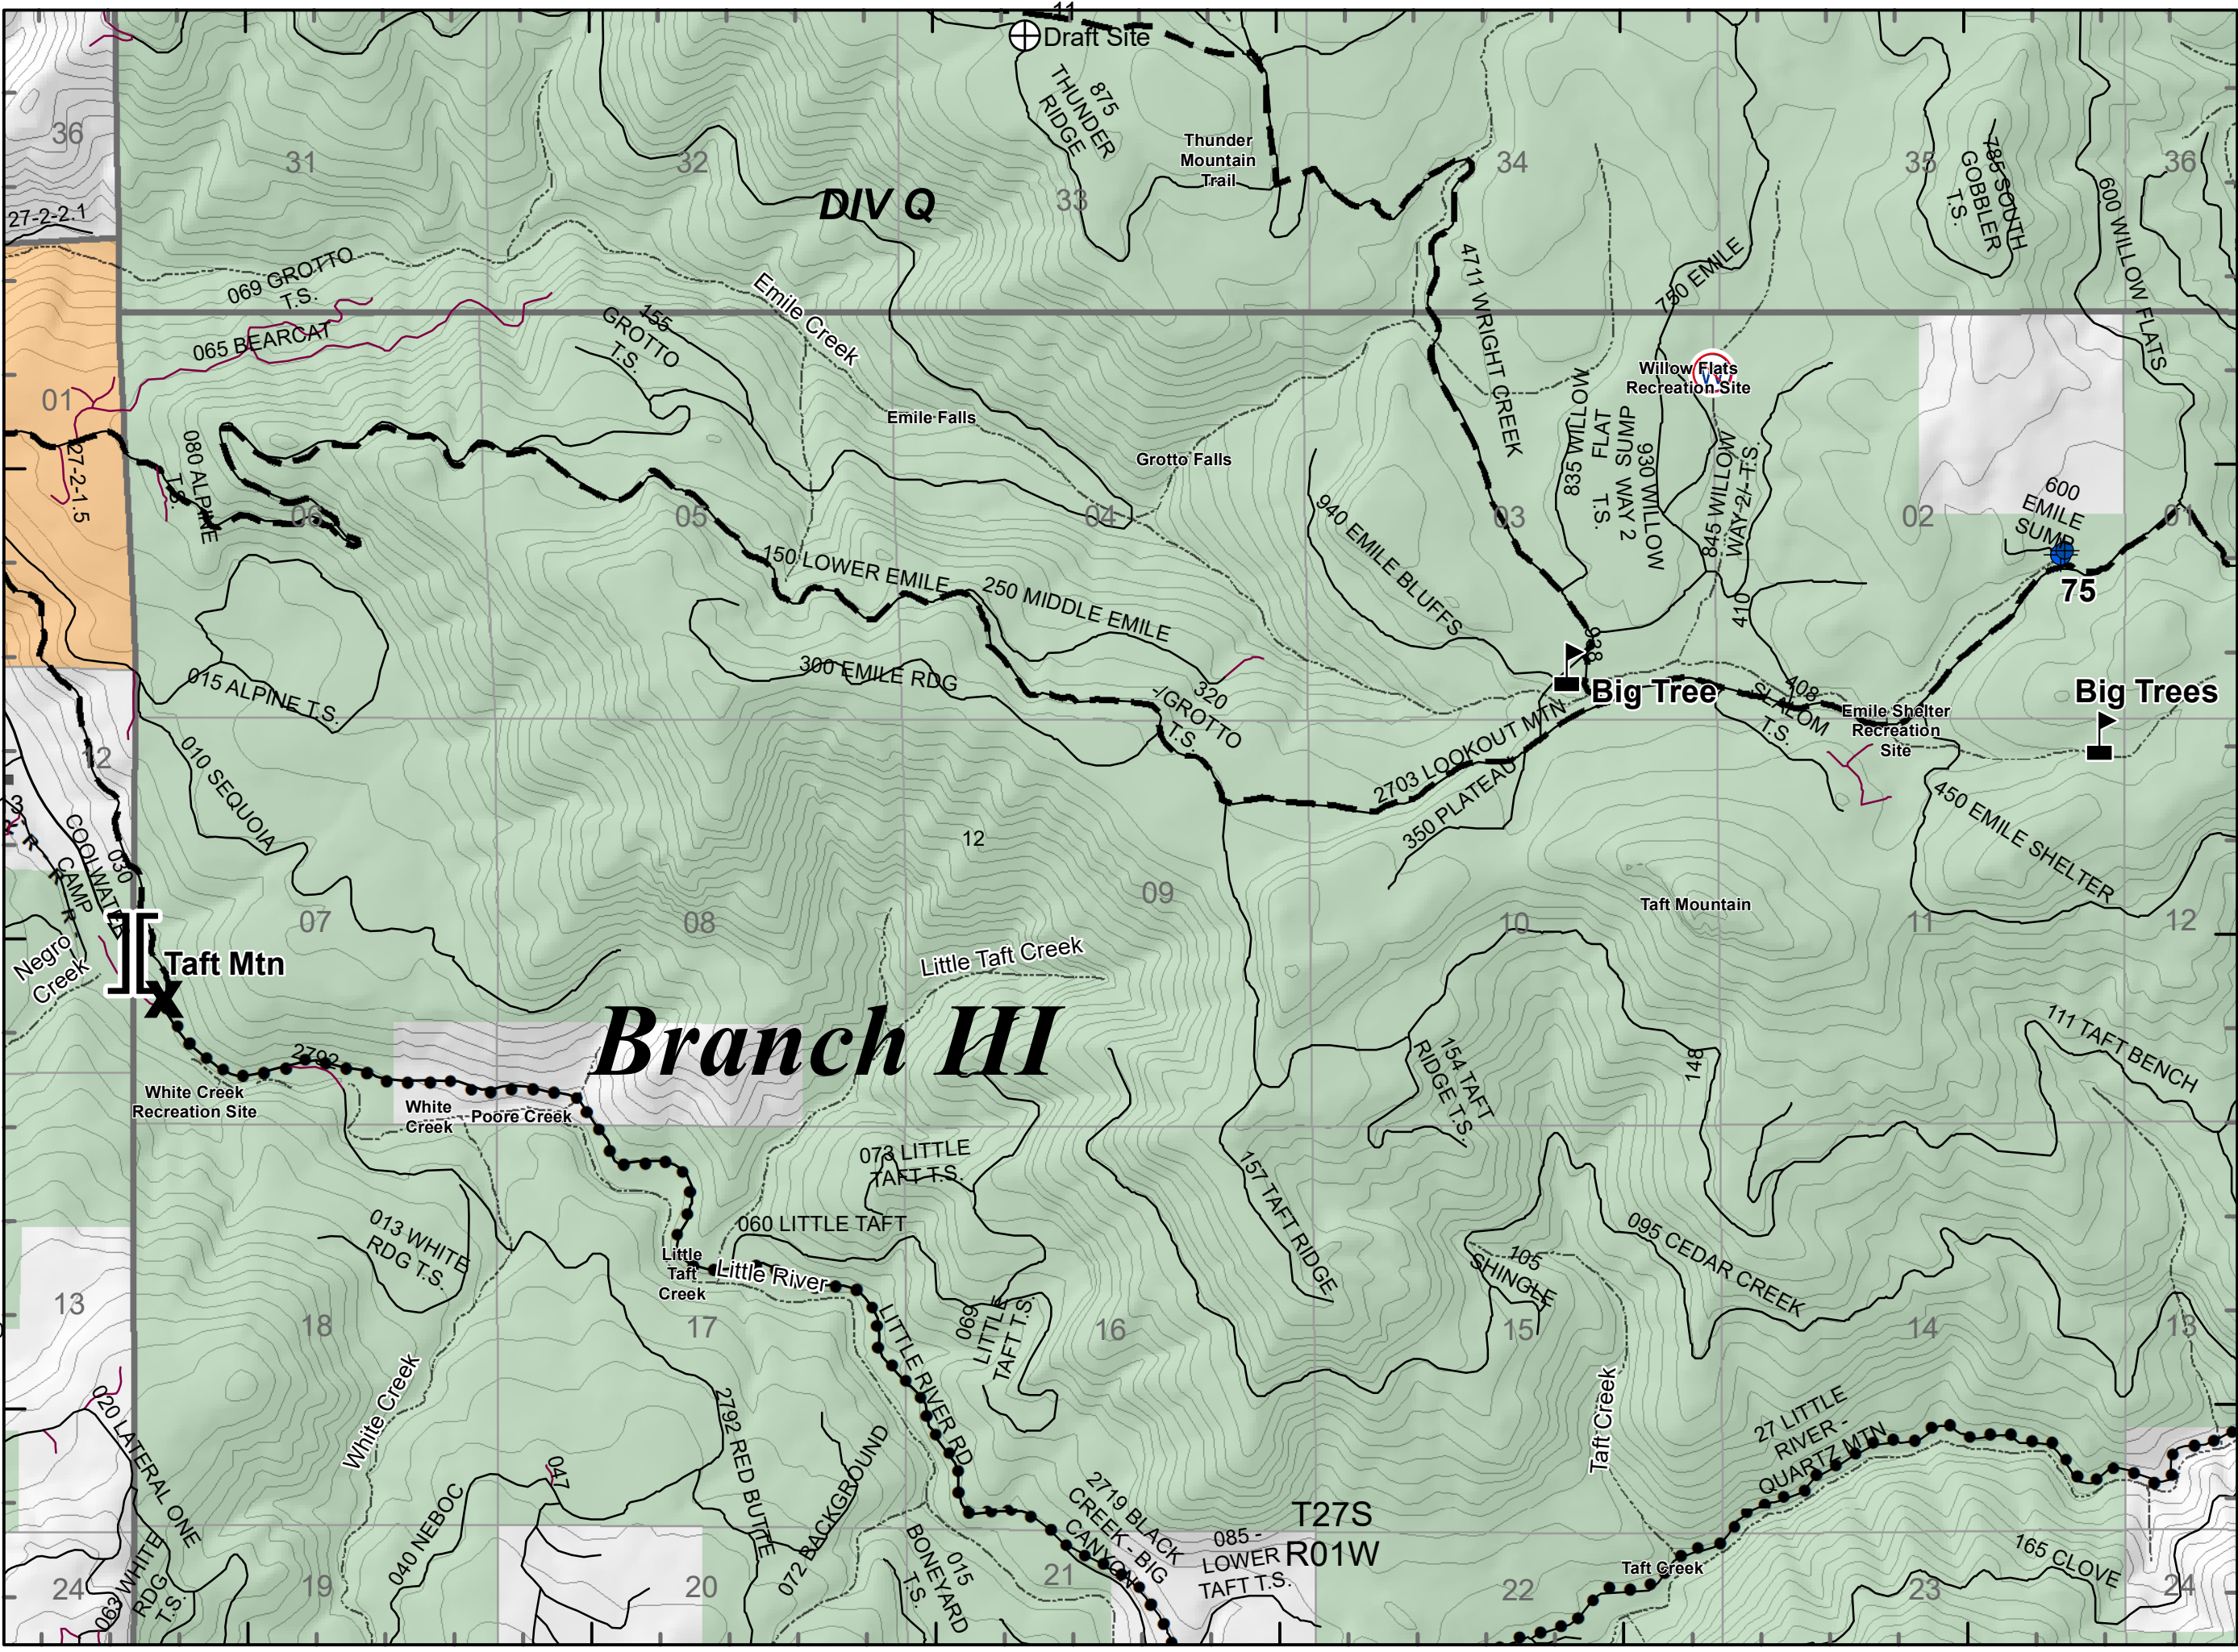 11
Draft Site
36
31
32
875
THUNDER
RIDGE
Thunder
Mountain
Trail
34
35
785 SOUTH
GOBBLER
T.S.
36
DIV Q
33
27-2-2.1
600 WILLOW FLATS
069 GROTTO
T.S.
Emile Creek
4711 WRIGHT CREEK
750 EMILE
065 BEARCAT
155
GROTTO
T.S.
Willow Flats
Recreation Site
01
Emile Falls
835 WILLOW
FLAT
T.S.
SUMP
WAY 2
930 WILLOW
845 WILLOW
WAY 2/- T.S.
080 ALPINE
T.S.
27-2-1.5
Grotto Falls
06
05
04
940 EMILE BLUFFS
03
02
600
EMILE
SUMP
01
75
150 LOWER EMILE
250 MIDDLE EMILE
410
938
300 EMILE RDG
015 ALPINE T.S.
320
-/GROTTO
T.S.
Big Tree
408
SLALOM
T.S.
Emile Shelter
Recreation
Site
Big Trees
12
010 SEQUOIA
2703 LOOKOUT MTN
350 PLATEAU
450 EMILE SHELTER
3
R
R
R
COOLWATER
CAMP
030
12
09
Taft Mountain
07
08
10
11
12
Negro
Creek
Taft Mtn
X
Little Taft Creek
Branch III
111 TAFT BENCH
2792
154 TAFT
RIDGE T.S.
148
White Creek
Recreation Site
White
Creek
Poore Creek
073 LITTLE
TAFT T.S.
157 TAFT RIDGE
013 WHITE
RDG T.S.
060 LITTLE TAFT
095 CEDAR CREEK
Little
Taft
Creek
Little River
105
SHINGLE
13
18
17
069
LITTLE
TAFT T.S.
16
15
14
13
LITTLE RIVER RD
White Creek
020 LATERAL ONE
2792 RED BUTTE
Taft Creek
27 LITTLE
RIVER -
QUARTZ MTN
072 BACKGROUND
047
040 NEBOC
2719 BLACK
CREEK - BIG
CANYON
T27S
R01W
085 -
LOWER
TAFT T.S.
015
BONEYARD
T.S.
063 WHITE
RDG
T.S.
Taft Creek
165 CLOVE
24
19
20
21
22
23
24